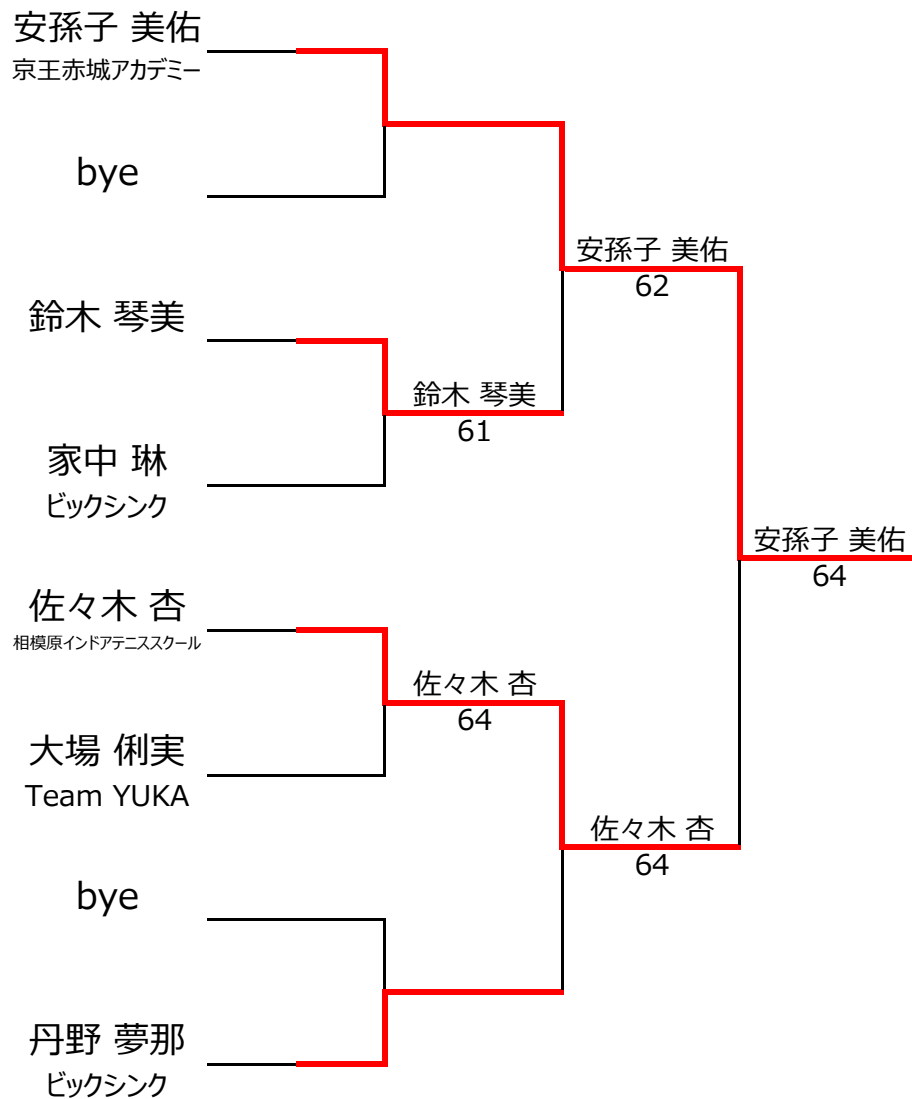 安孫子 美佑
京王赤城アカデミー
bye
安孫子 美佑
62
鈴木 琴美
鈴木 琴美
61
家中 琳
ビックシンク
安孫子 美佑
64
佐々木 杏
相模原インドアテニススクール
佐々木 杏
64
大場 俐実
Team YUKA
佐々木 杏
64
bye
丹野 夢那
ビックシンク